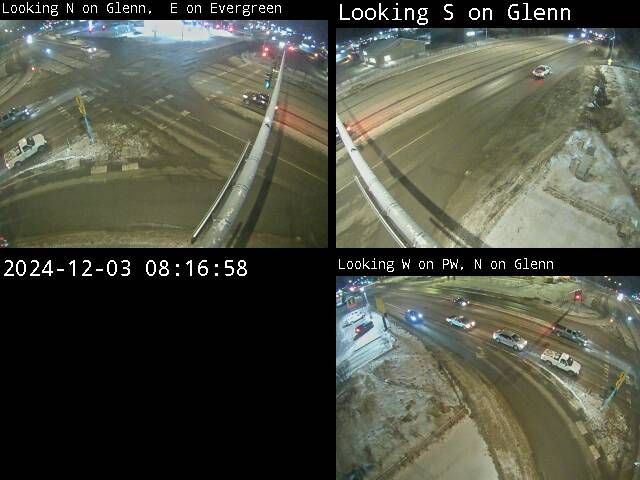 Looking N on Glenn,  E on Evergreen
Looking S on Glenn
2024-12-03 08:16:58
Looking W on PW, N on Glenn